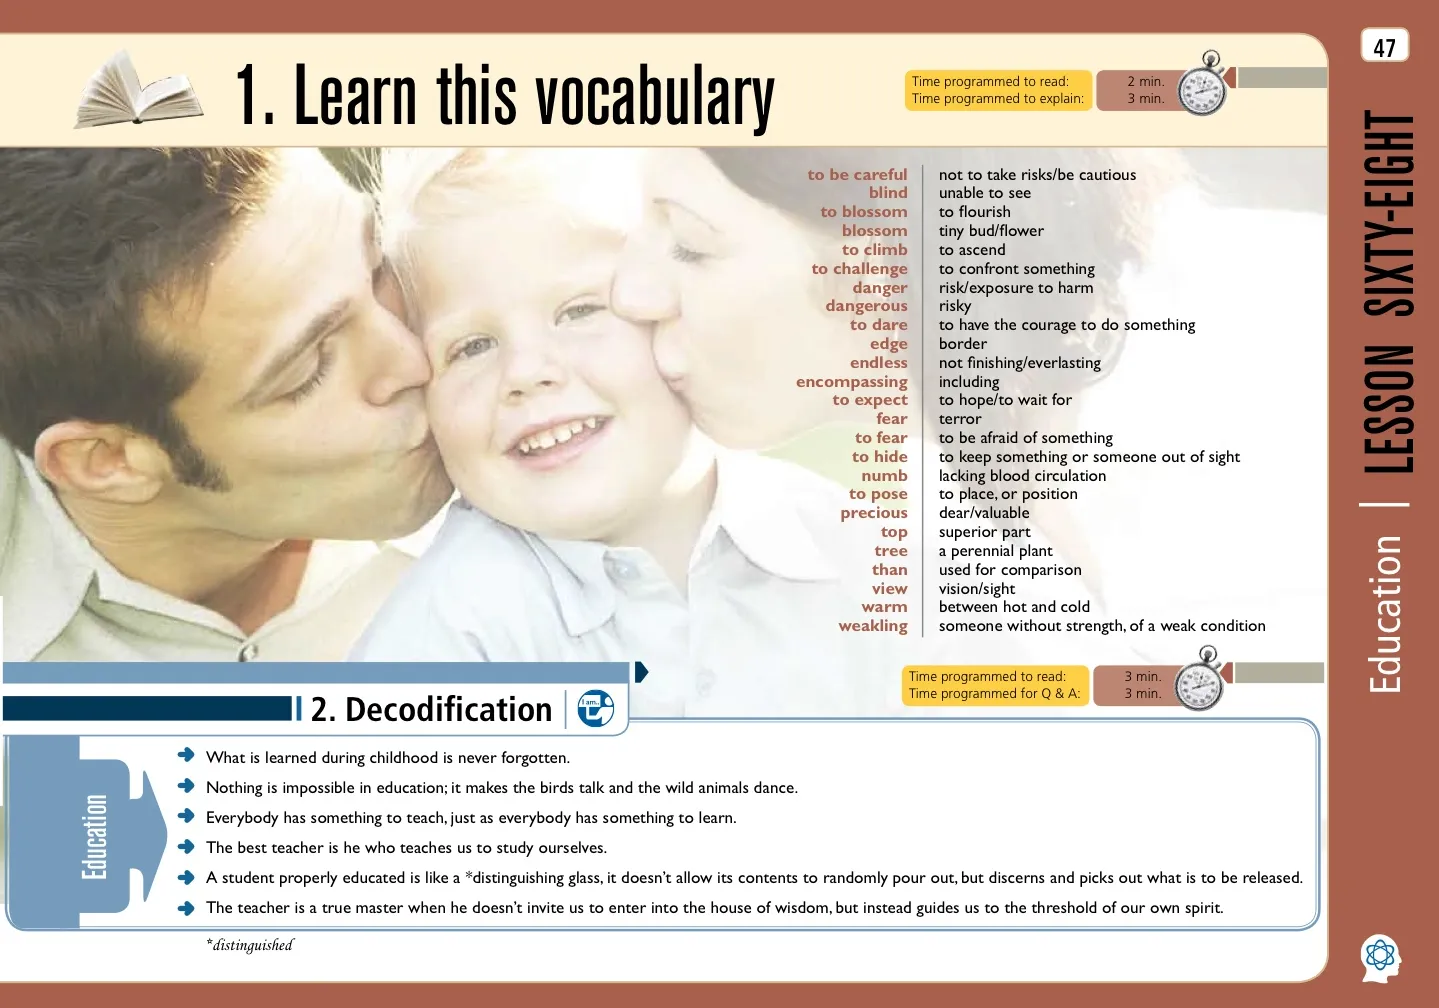 1. Learn this vocabulary
Time programmed to read: 2 min.
Time programmed to explain: 3 min.
47
LESSON SIXTY-EIGHT
Education
to be careful not to take risks/be cautious
blind unable to see
to blossom to flourish
blossom tiny bud/flower
to climb to ascend
to challenge to confront something
danger risk/exposure to harm
dangerous risky
to dare to have the courage to do something
edge border
endless not finishing/everlasting
encompassing including
to expect to hope/to wait for
fear terror
to fear to be afraid of something
to hide to keep something or someone out of sight
numb lacking blood circulation
to pose to place, or position
precious dear/valuable
top superior part
tree a perennial plant
than used for comparison
view vision/sight
warm between hot and cold
weakling someone without strength, of a weak condition
Time programmed to read: 3 min.
Time programmed for Q & A: 3 min.
2. Decodification
I am..
Education
What is learned during childhood is never forgotten.
Nothing is impossible in education; it makes the birds talk and the wild animals dance.
Everybody has something to teach, just as everybody has something to learn.
The best teacher is he who teaches us to study ourselves.
A student properly educated is like a *distinguishing glass, it doesn't allow its contents to randomly pour out, but discerns and picks out what is to be released.
The teacher is a true master when he doesn't invite us to enter into the house of wisdom, but instead guides us to the threshold of our own spirit.
*distinguished